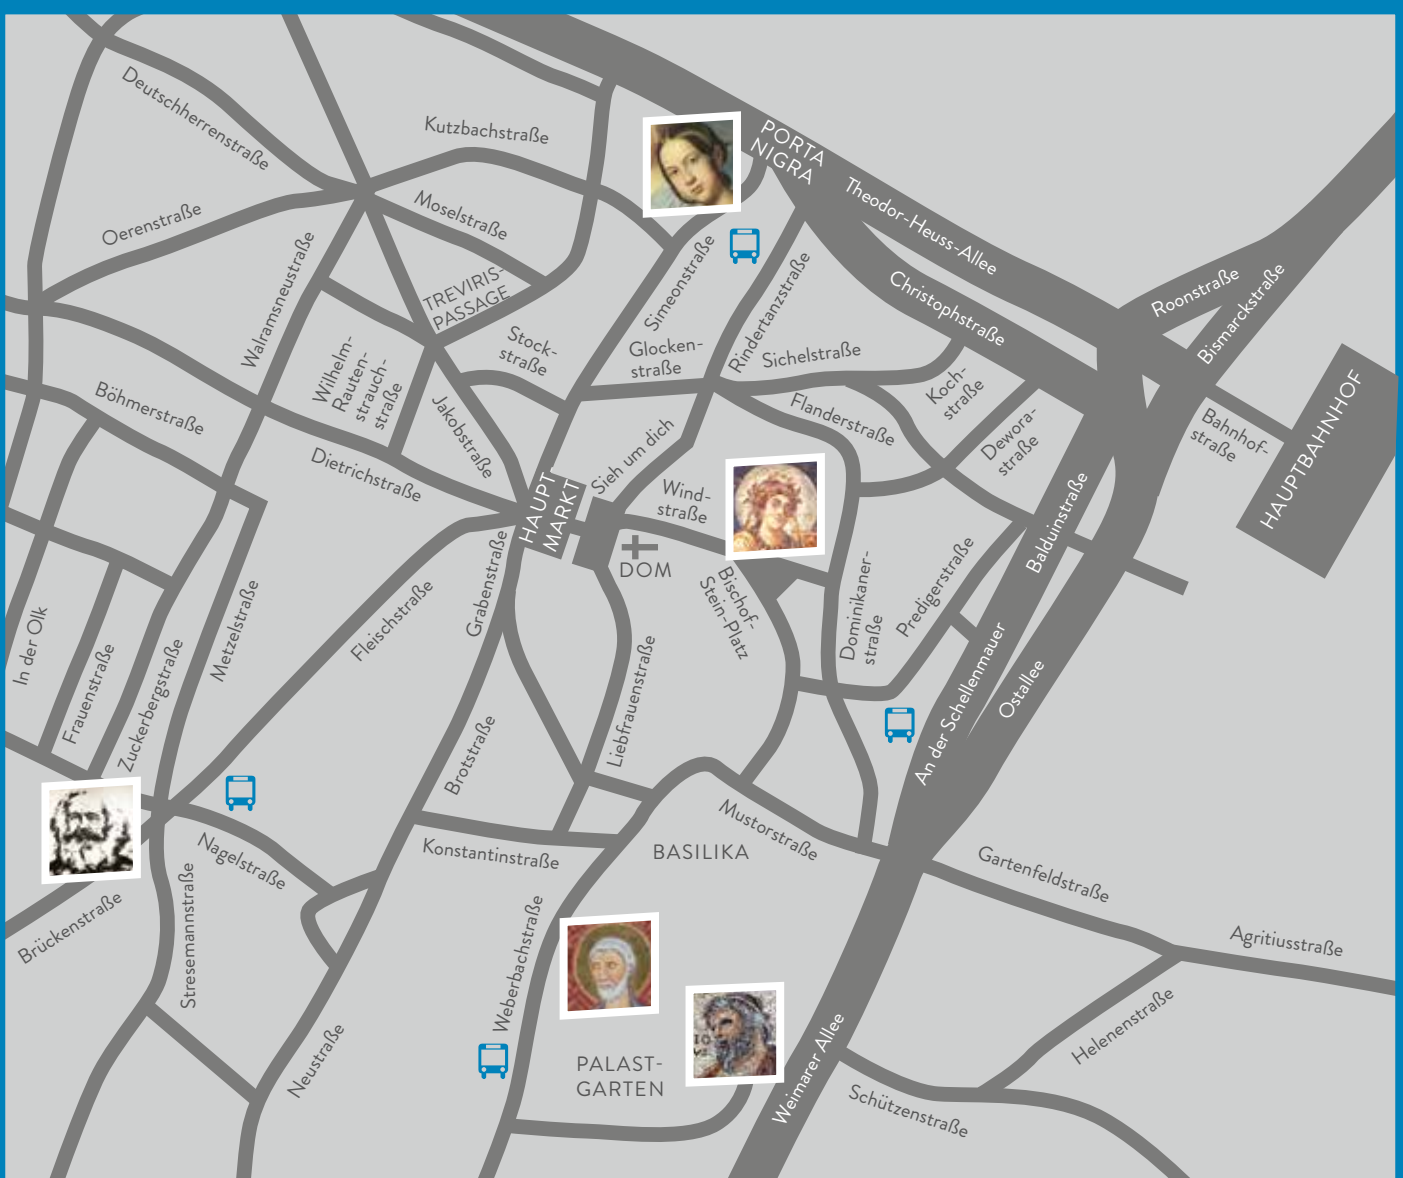 Deutschherrenstraße
Kutzbachstraße
PORTA
NIGRA
Theodor-Heuss-Allee
Oerenstraße
Moselstraße
Walramsneustraße
TREVIRIS-
PASSAGE
Simeonstraße
Rindertanzstraße
Christophstraße
Roonstraße
Bismarckstraße
Stock-
straße
Glocken-
straße
Sichelstraße
Wilhelm-
Rauten-
strauch-
straße
Koch-
straße
Böhmerstraße
Jakobstraße
Flanderstraße
Dewora-
straße
Bahnhof-
straße
HAUPTBAHNHOF
Dietrichstraße
Sieh um dich
HAUPT
MARKT
Wind-
straße
Balduinstraße
DOM
Grabenstraße
Bischof-
Stein-Platz
Dominikaner-
straße
Predigerstraße
In der Olk
Frauenstraße
Zuckerbergstraße
Metzelstraße
Fleischstraße
Liebfrauenstraße
An der Schellenmauer
Ostallee
Brotstraße
Nagelstraße
Konstantinstraße
BASILIKA
Mustorstraße
Gartenfeldstraße
Brückenstraße
Stresemannstraße
Weberbachstraße
Agritiusstraße
IO
Neustraße
PALAST-
GARTEN
Weimarer Allee
Helenenstraße
Schützenstraße